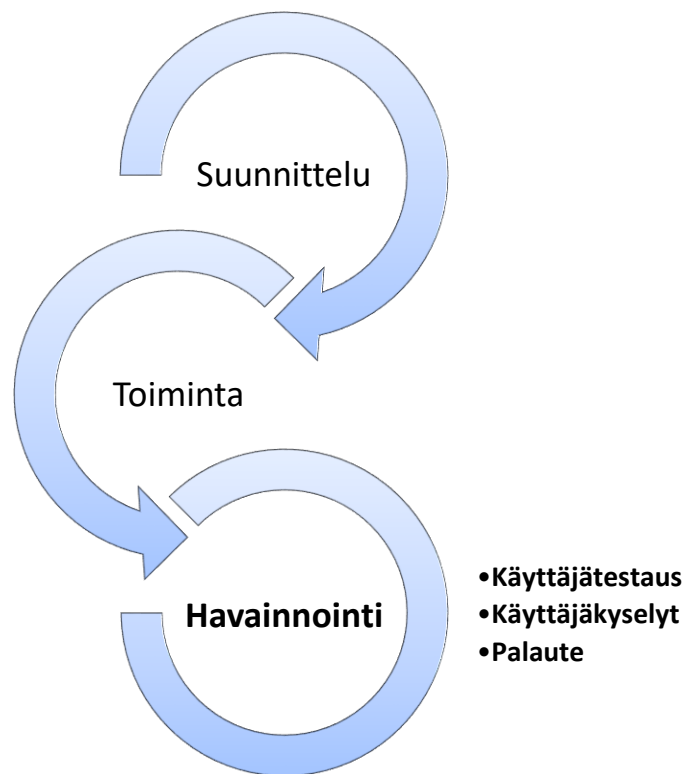 Suunnittelu
Toiminta
Havainnointi
•Käyttäjätestaus
•Käyttäjäkyselyt
•Palaute